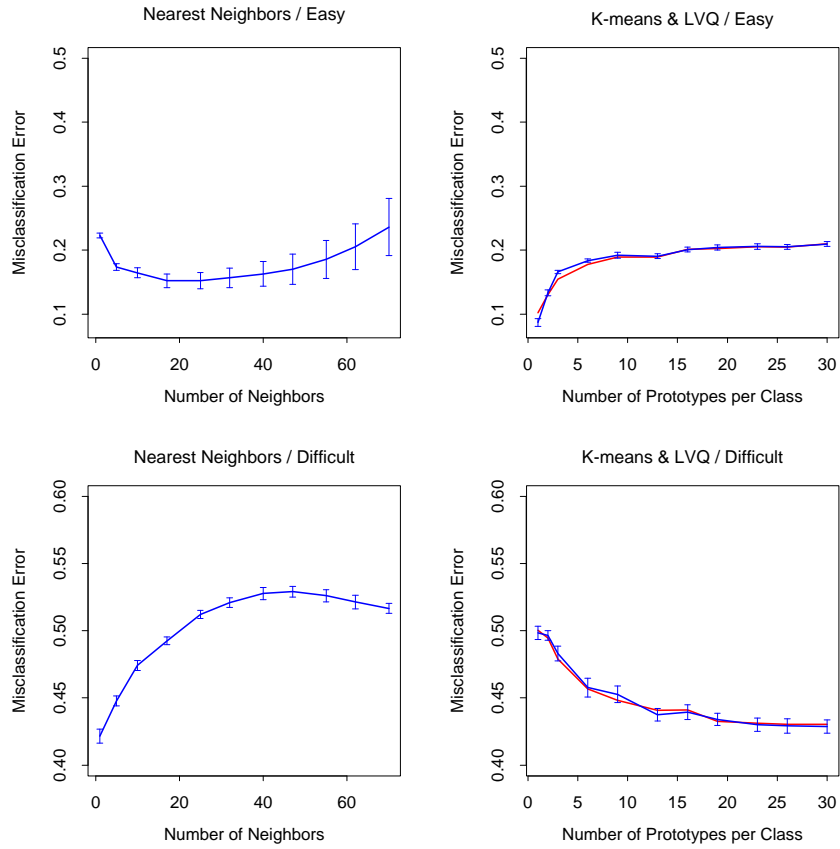 Nearest Neighbors / Easy
Misclassification Error
0.5
0.4
0.3
0.2
0.1
0 20 40 60
Number of Neighbors
K-means & LVQ / Easy
Misclassification Error
0.5
0.4
0.3
0.2
0.1
0 5 10 15 20 25 30
Number of Prototypes per Class
Nearest Neighbors / Difficult
Misclassification Error
0.60
0.55
0.50
0.45
0.40
0 20 40 60
Number of Neighbors
K-means & LVQ / Difficult
Misclassification Error
0.60
0.55
0.50
0.45
0.40
0 5 10 15 20 25 30
Number of Prototypes per Class